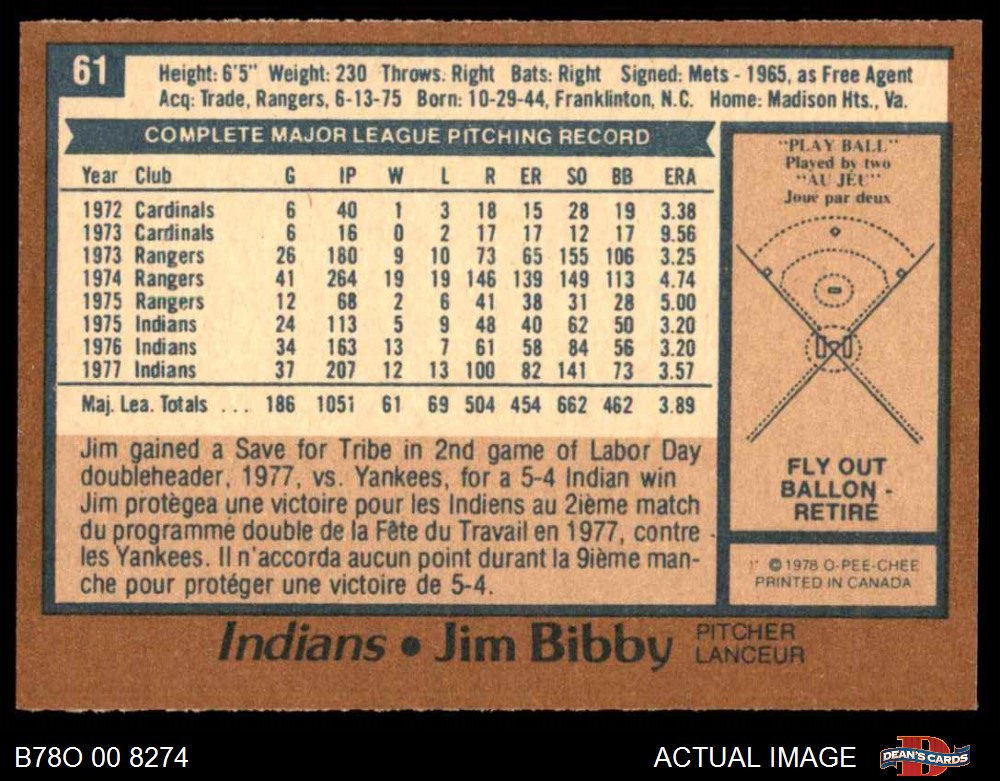 61
Height: 6'5" Weight: 230 Throws: Right Bats: Right Signed: Mets - 1965, as Free Agent
Acq: Trade, Rangers, 6-13-75 Born: 10-29-44, Franklinton, N.C. Home: Madison Hts., Va.
COMPLETE MAJOR LEAGUE PITCHING RECORD
Year Club G IP W L R ER SO BB ERA
1972 Cardinals 6 40 1 3 18 15 28 19 3.38
1973 Cardinals 6 16 0 2 17 17 12 17 9.56
1973 Rangers 26 180 9 10 73 65 155 106 3.25
1974 Rangers 41 264 19 19 146 139 149 113 4.74
1975 Rangers 12 68 2 6 41 38 31 28 5.00
1975 Indians 24 113 5 9 48 40 62 50 3.20
1976 Indians 34 163 13 7 61 58 84 56 3.20
1977 Indians 37 207 12 13 100 82 141 73 3.57
Maj. Lea. Totals ... 186 1051 61 69 504 454 662 462 3.89
Jim gained a Save for Tribe in 2nd game of Labor Day
doubleheader, 1977, vs. Yankees, for a 5-4 Indian win
Jim protègea une victoire pour les Indiens au 2ième match
du programme double de la Fête du Travail en 1977, contre
les Yankees. Il n'accorda aucun point durant la 9ième man-
che pour protéger une victoire de 5-4.
"PLAY BALL"
Played by two
"AU JEU"
Joué par deux
FLY OUT
BALLON -
RETIRÉ
© 1978 O-PEE-CHEE
PRINTED IN CANADA
Indians • Jim Bibby PITCHER
LANCEUR
B78O 00 8274
ACTUAL IMAGE
D
DEAN'S CARDS